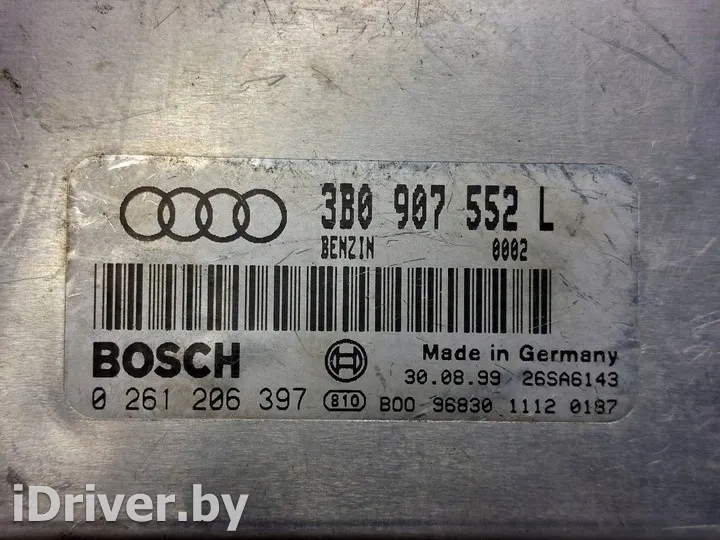 3B0 907 552 L
BENZIN 0002
BOSCH
Made in Germany
30.08.99 26SA6143
0 261 206 397 810 B00 96830 1112 0187
iDriver.by